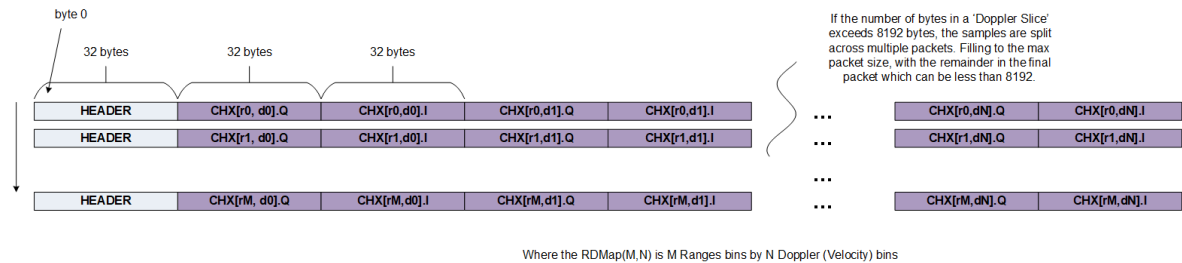 byte 0
If the number of bytes in a 'Doppler Slice'
exceeds 8192 bytes, the samples are split
across multiple packets. Filling to the max
packet size, with the remainder in the final
packet which can be less than 8192.
32 bytes 32 bytes 32 bytes
HEADER CHX[r0, d0].Q CHX[r0,d0].I CHX[r0,d1].Q CHX[r0,d1].I ... CHX[r0,dN].Q CHX[r0,dN].I
HEADER CHX[r1, d0].Q CHX[r1,d0].I CHX[r1,d1].Q CHX[r1,d1].I ... CHX[r1,dN].Q CHX[r1,dN].I
...
HEADER CHX[rM, d0].Q CHX[rM,d0].I CHX[rM,d1].Q CHX[rM,d1].I ... CHX[rM,dN].Q CHX[rM,dN].I
Where the RDMap(M,N) is M Ranges bins by N Doppler (Velocity) bins